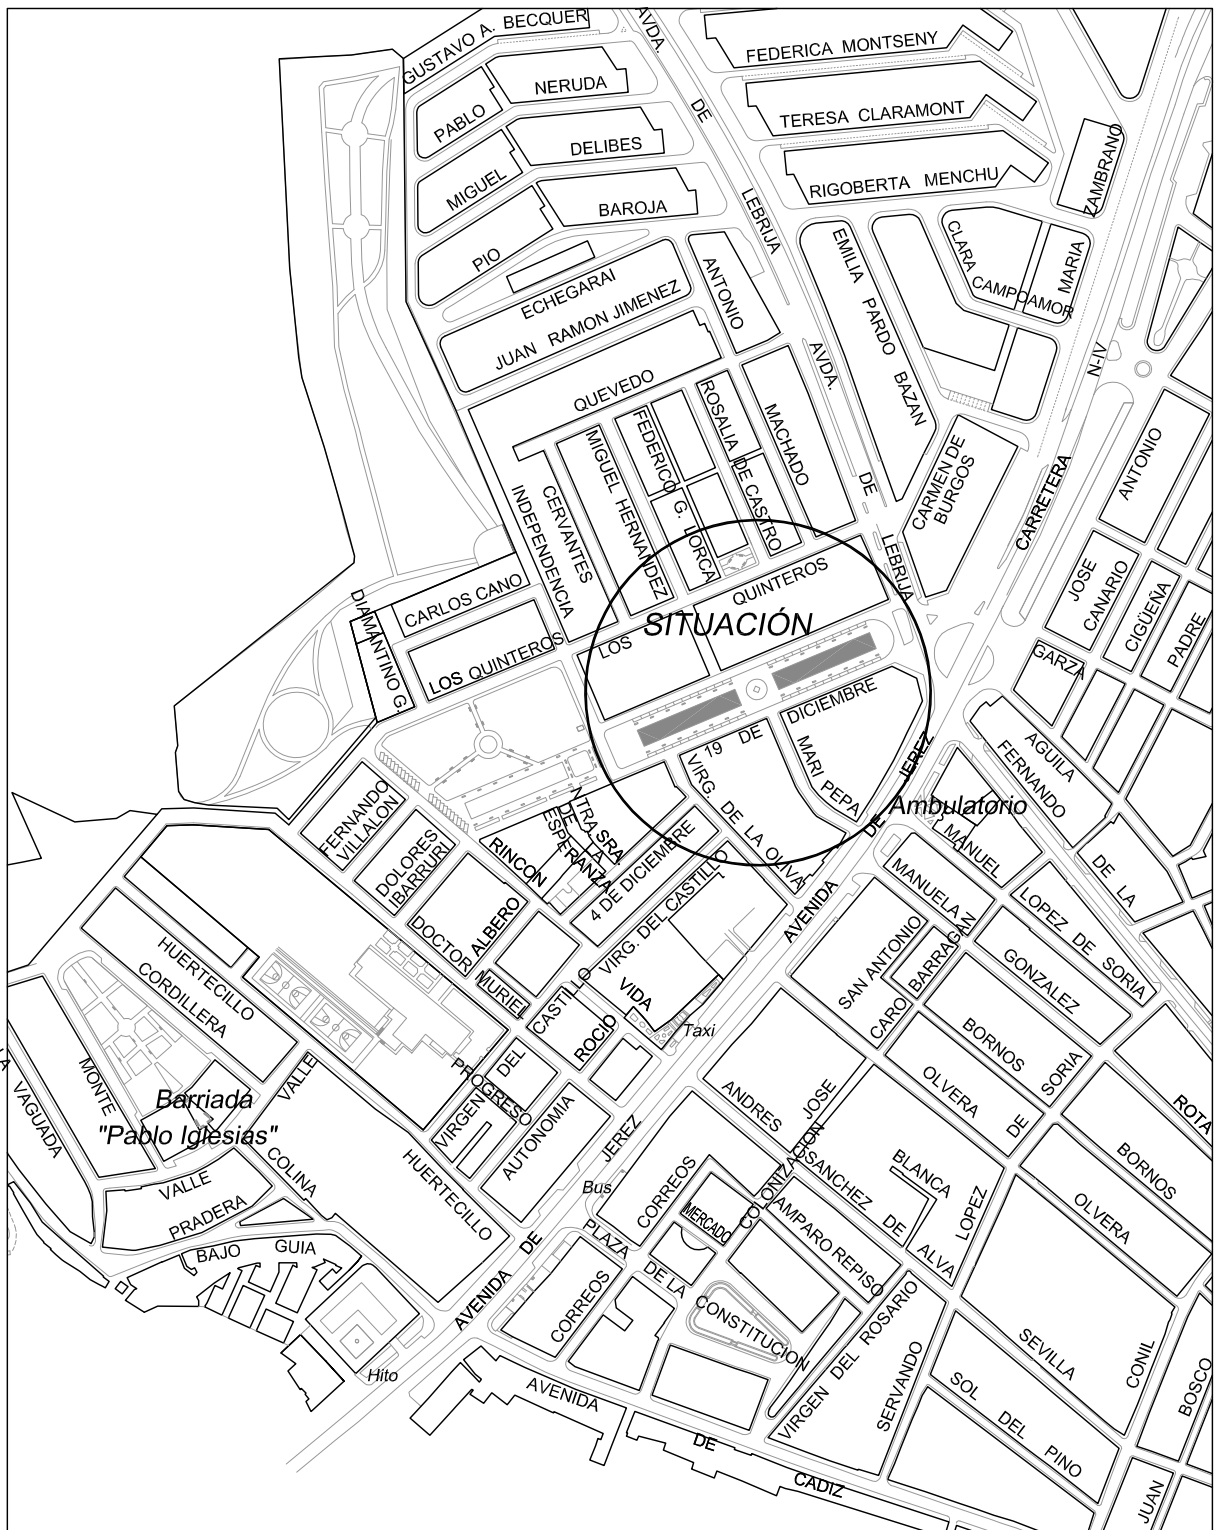 GUSTAVO A. BECQUER
AVDA.
DE
LEBRIJA
FEDERICA MONTSENY
PABLO
NERUDA
TERESA CLARAMONT
MIGUEL
DELIBES
ZAMBRANO
MARIA
RIGOBERTA MENCHU
PIO
BAROJA
EMILIA PARDO BAZAN
CLARA
CAMPOAMOR
ECHEGARAI
ANTONIO
MACHADO
JUAN RAMON JIMENEZ
AVDA.
DE
LEBRIJA
N-IV
CARRETERA
QUEVEDO
ROSALIA DE CASTRO
FEDERICO G. LORCA
MIGUEL HERNANDEZ
CERVANTES
INDEPENDENCIA
CARMEN DE
BURGOS
ANTONIO
JOSE
CANARIO
CIGÜEÑA
PADRE
GARZA
CARLOS CANO
DIAMANTINO G.
LOS QUINTEROS
LOS QUINTEROS
SITUACIÓN
19 DE DICIEMBRE
MARI PEPA
VIRG. DE LA OLIVA
JEREZ
DE
AVENIDA
AGUILA
FERNANDO
DE LA
Ambulatorio
MANUEL
LOPEZ DE SORIA
MANUELA
BARRAGAN
CARO
SAN ANTONIO
GONZALEZ
BORNOS
SORIA
FERNANDO
VILLALON
DOLORES
IBARRURI
NTRA. SRA.
DE LA
ESPERANZA
RINCON
4 DE DICIEMBRE
VIRG. DEL CASTILLO
DOCTOR
ALBERO
MURIEL
CASTILLO
VIDA
ROCIO
Taxi
HUERTECILLO
CORDILLERA
LA VAGUADA
MONTE
VALLE
Barriada
"Pablo Iglesias"
PROGRESO
DEL
VIRGEN
AUTONOMIA
JEREZ
ANDRES
SANCHEZ DE
ALVA
JOSE
COLONIZACION
OLVERA
DE
LOPEZ
ROTA
BORNOS
OLVERA
BLANCA
VALLE
COLINA
PRADERA
BAJO GUIA
HUERTECILLO
Bus
CORREOS
MERCADO
AMPARO REPISO
PLAZA
DE LA
CONSTITUCION
DE
AVENIDA
CORREOS
VIRGEN DEL ROSARIO
SERVANDO
SEVILLA
CONIL
BOSCO
SOL DEL PINO
JUAN
Hito
AVENIDA
DE
CADIZ